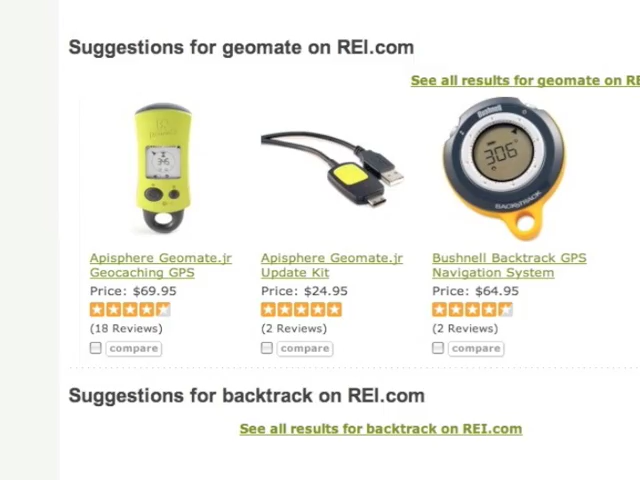 Suggestions for geomate on REI.com
See all results for geomate on RE
Bushnell
306°
BACKTRACK
Apisphere Geomate.jr
Geocaching GPS
Apisphere Geomate.jr
Update Kit
Bushnell Backtrack GPS
Navigation System
Price: $69.95
Price: $24.95
Price: $64.95
(18 Reviews)
(2 Reviews)
(2 Reviews)
compare
compare
compare
Suggestions for backtrack on REI.com
See all results for backtrack on REI.com